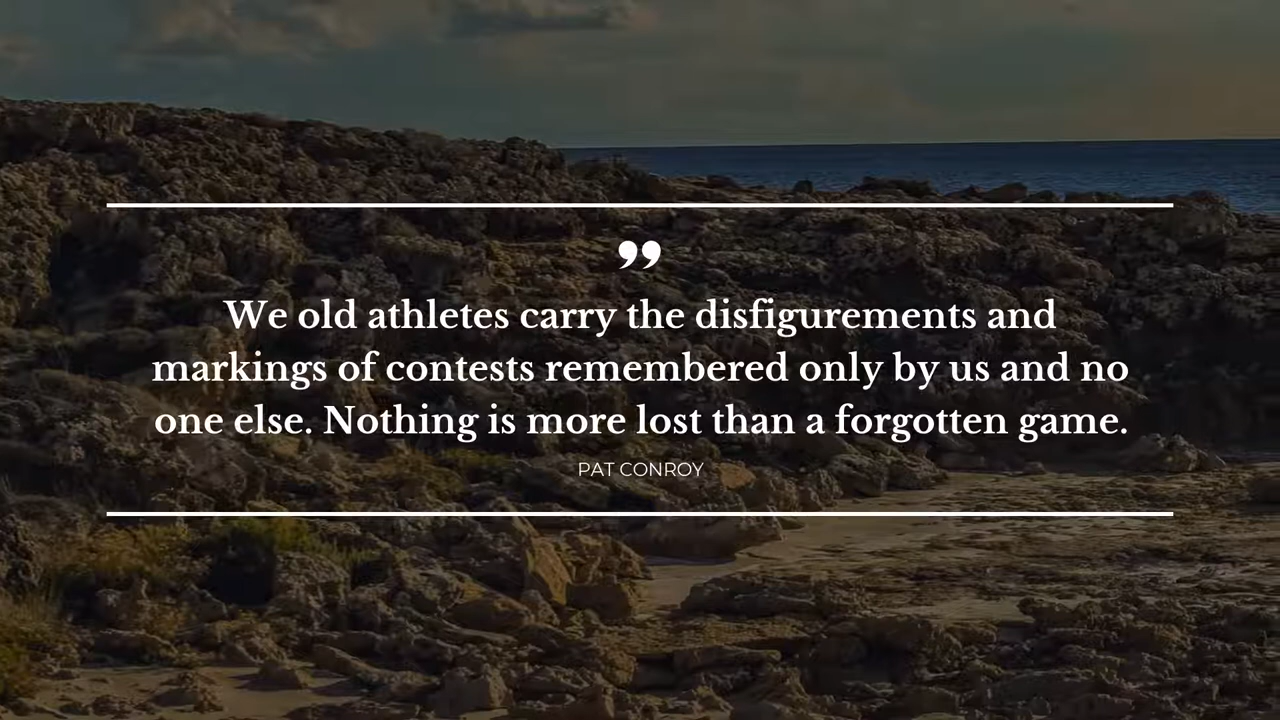 ”
We old athletes carry the disfigurements and
markings of contests remembered only by us and no
one else. Nothing is more lost than a forgotten game.
PAT CONROY